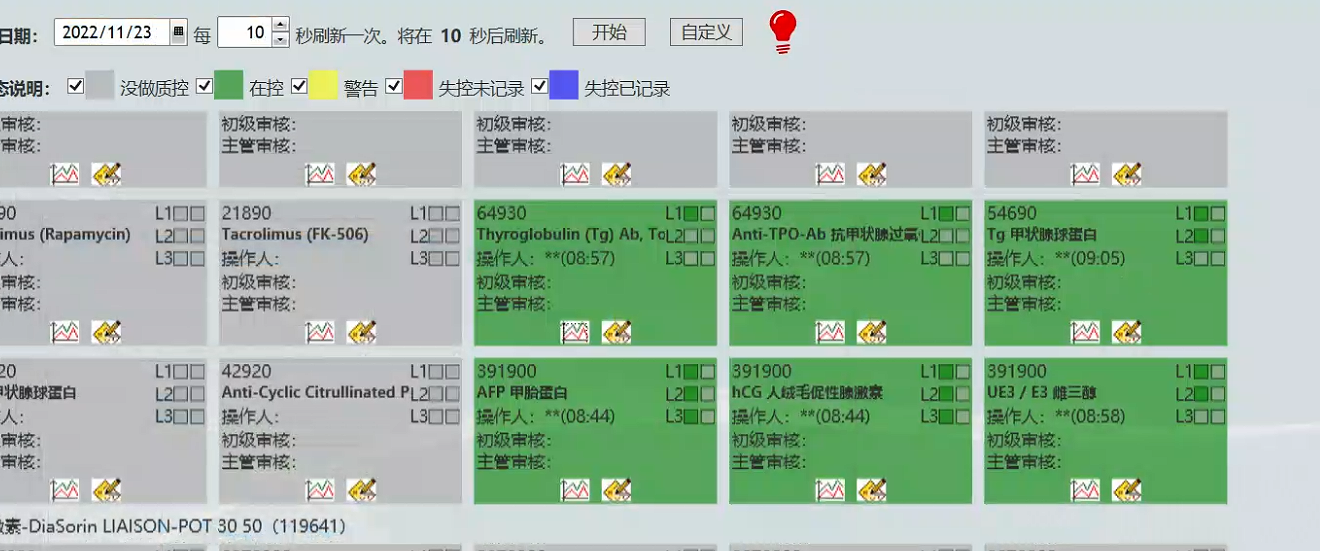 日期： 2022/11/23 每 10 秒刷新一次。将在 10 秒后刷新。 开始 自定义
态说明： 没做质控 在控 警告 失控未记录 失控已记录
审核: 初级审核: 初级审核: 初级审核: 初级审核:
审核: 主管审核: 主管审核: 主管审核: 主管审核:
90 L1 21890 L1 64930 L1 64930 L1 54690 L1
imus (Rapamycin) L2 Tacrolimus (FK-506) L2 Thyroglobulin (Tg) Ab, To L2 Anti-TPO-Ab 抗甲状腺过氧 L2 Tg 甲状腺球蛋白 L2
人: L3 操作人: L3 操作人: **(08:57) L3 操作人: **(08:57) L3 操作人: **(09:05) L3
审核: 初级审核: 初级审核: 初级审核: 初级审核:
审核: 主管审核: 主管审核: 主管审核: 主管审核:
20 L1 42920 L1 391900 L1 391900 L1 391900 L1
甲状腺球蛋白 L2 Anti-Cyclic Citrullinated P L2 AFP 甲胎蛋白 L2 hCG 人绒毛促性腺激素 L2 UE3 / E3 雌三醇 L2
人: L3 操作人: L3 操作人: **(08:44) L3 操作人: **(08:44) L3 操作人: **(08:58) L3
审核: 初级审核: 初级审核: 初级审核: 初级审核:
审核: 主管审核: 主管审核: 主管审核: 主管审核:
激素-DiaSorin LIAISON-POT 30 50（119641）